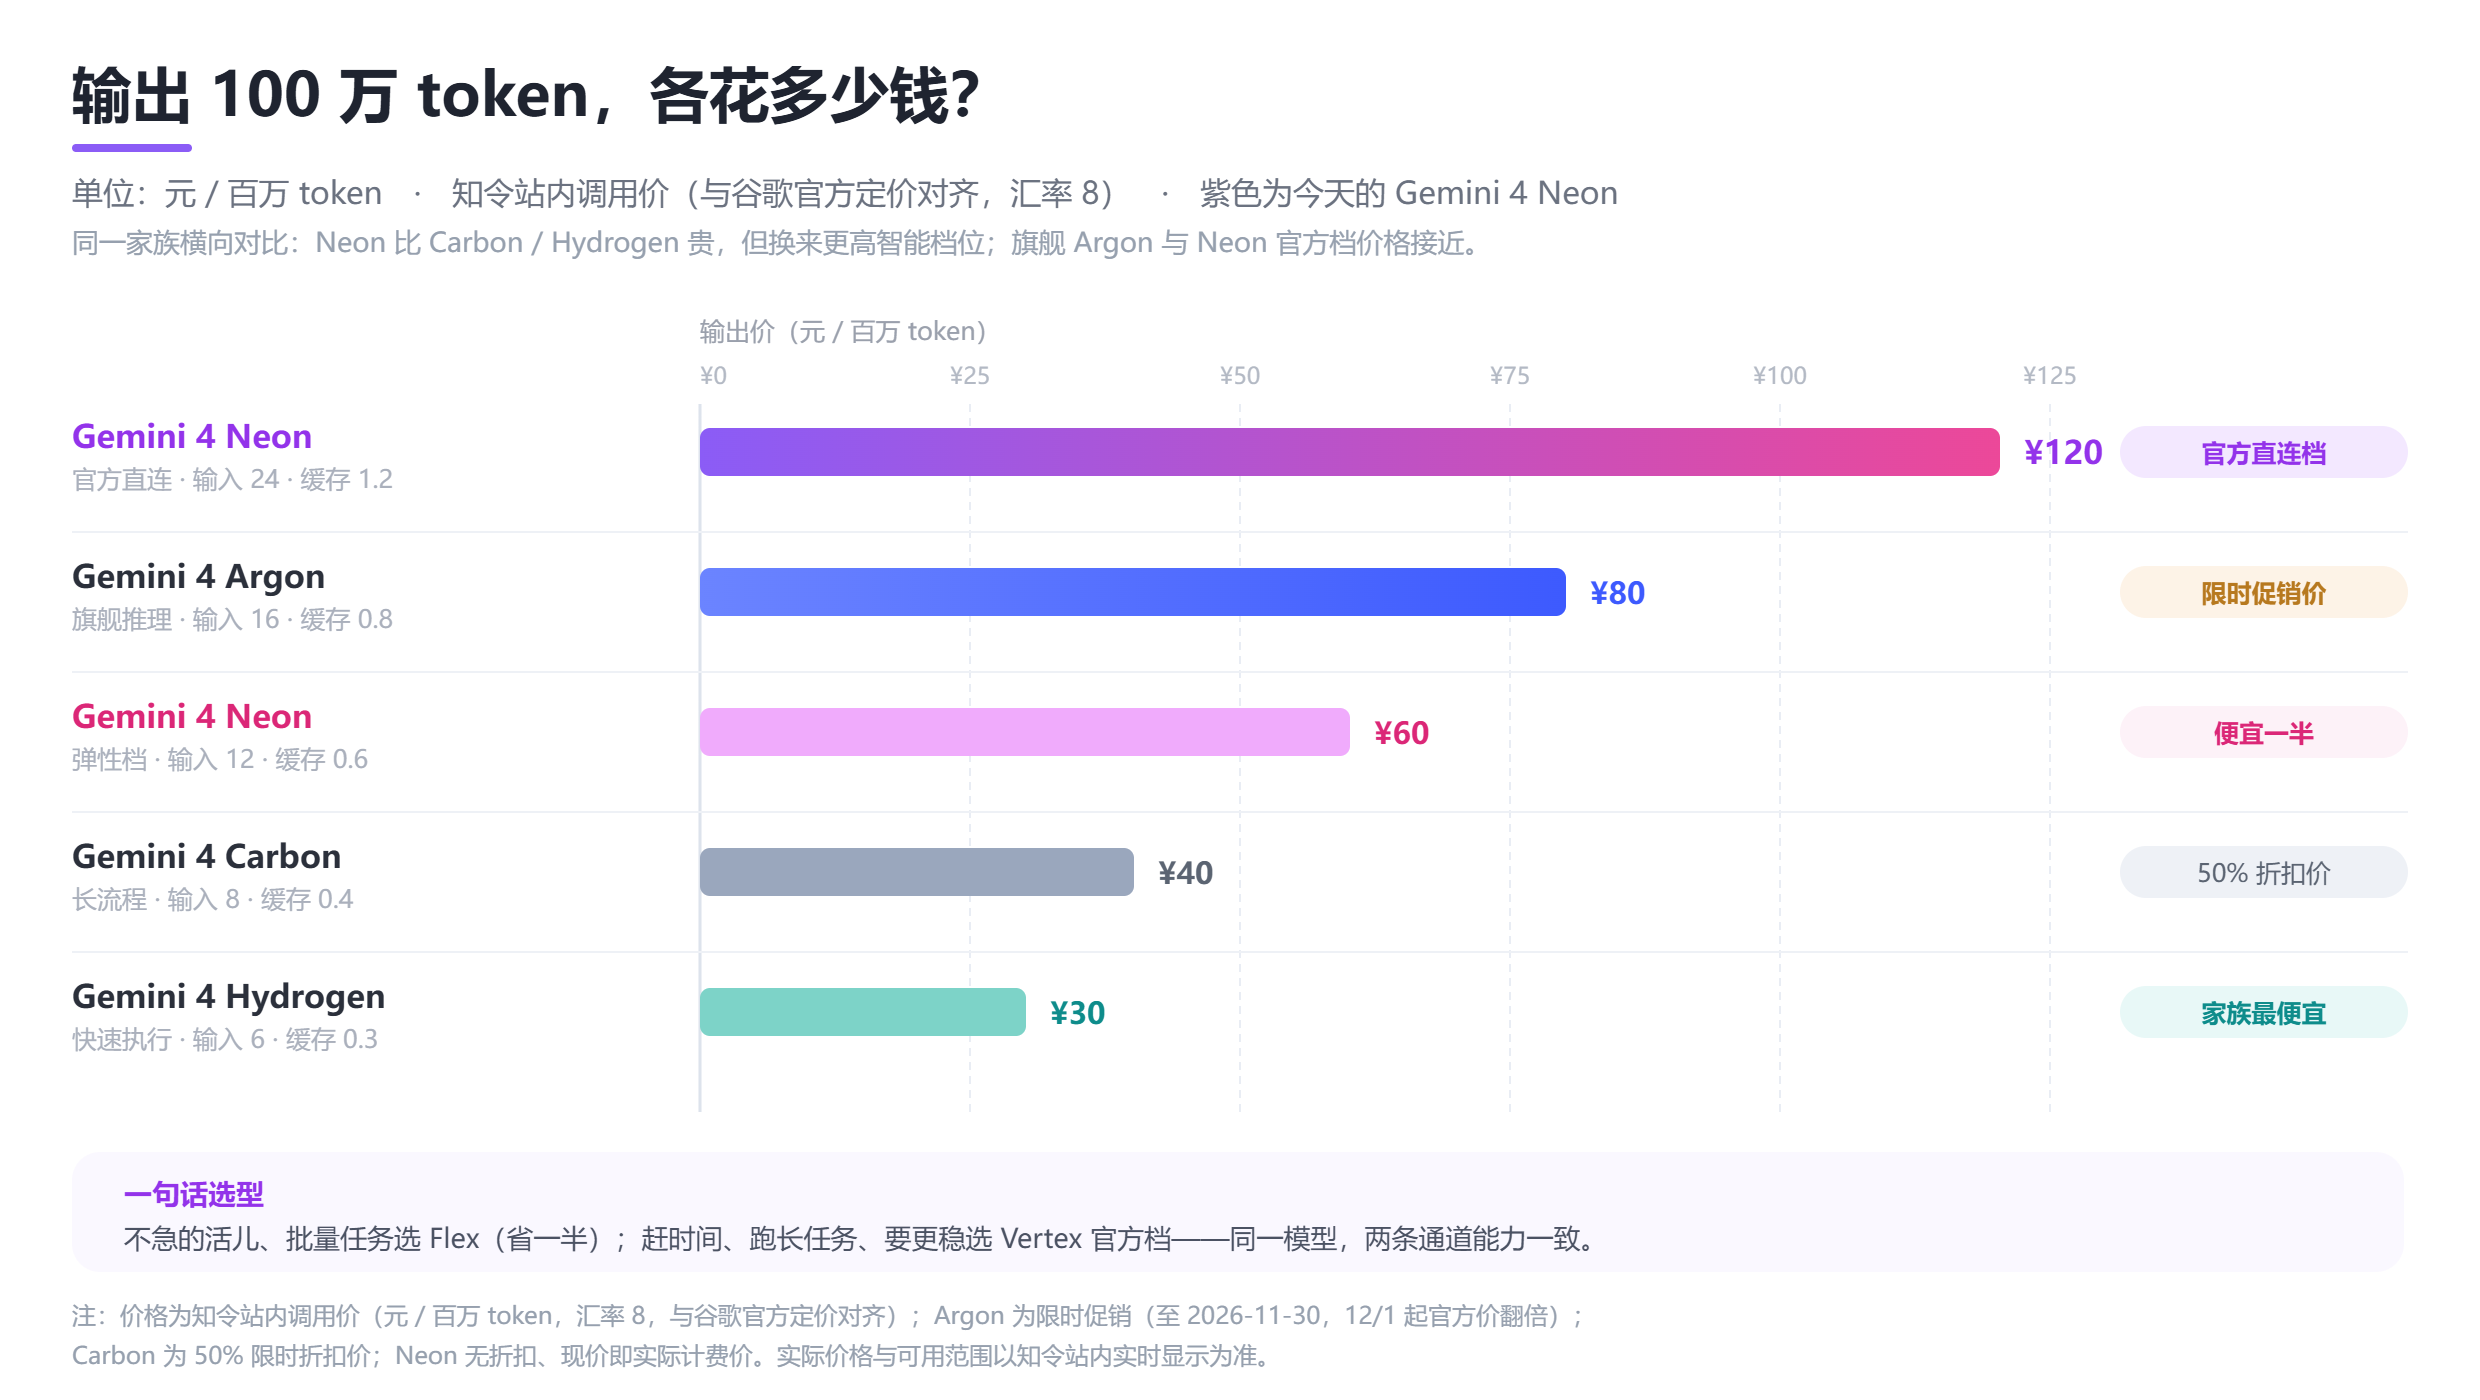 输出 100 万 token，各花多少钱？
单位：元 / 百万 token · 知令站内调用价（与谷歌官方定价对齐，汇率 8） · 紫色为今天的 Gemini 4 Neon
同一家族横向对比：Neon 比 Carbon / Hydrogen 贵，但换来更高智能档位；旗舰 Argon 与 Neon 官方档价格接近。
输出价（元 / 百万 token）
¥0 ¥25 ¥50 ¥75 ¥100 ¥125
Gemini 4 Neon
官方直连 · 输入 24 · 缓存 1.2
¥120 官方直连档
Gemini 4 Argon
旗舰推理 · 输入 16 · 缓存 0.8
¥80 限时促销价
Gemini 4 Neon
弹性档 · 输入 12 · 缓存 0.6
¥60 便宜一半
Gemini 4 Carbon
长流程 · 输入 8 · 缓存 0.4
¥40 50% 折扣价
Gemini 4 Hydrogen
快速执行 · 输入 6 · 缓存 0.3
¥30 家族最便宜
一句话选型
不急的活儿、批量任务选 Flex（省一半）；赶时间、跑长任务、要更稳选 Vertex 官方档——同一模型，两条通道能力一致。
注：价格为知令站内调用价（元 / 百万 token，汇率 8，与谷歌官方定价对齐）；Argon 为限时促销（至 2026-11-30，12/1 起官方价翻倍）；
Carbon 为 50% 限时折扣价；Neon 无折扣、现价即实际计费价。实际价格与可用范围以知令站内实时显示为准。